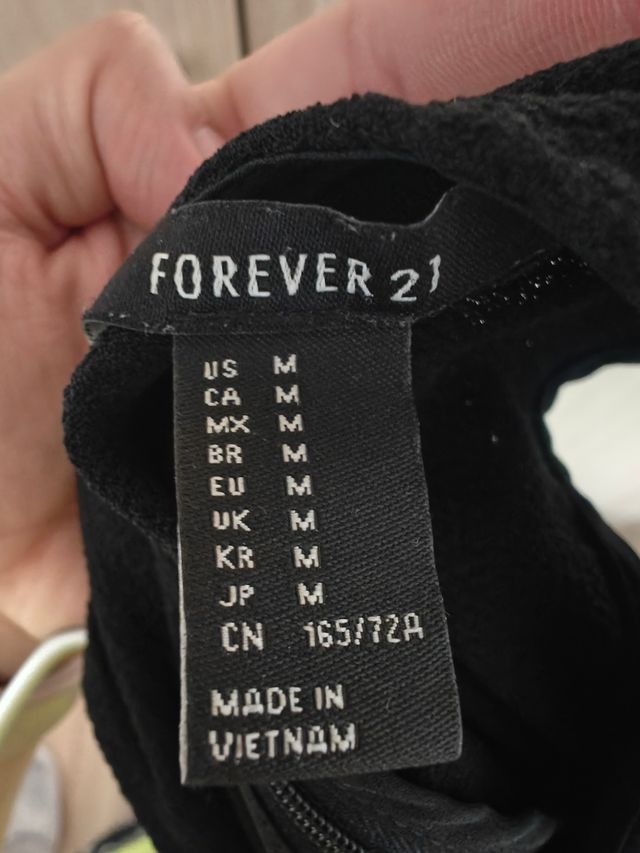 FOREVER 21
US M
CA M
MX M
BR M
EU M
UK M
KR M
JP M
CN 165/72A
MADE IN
VIETNAM